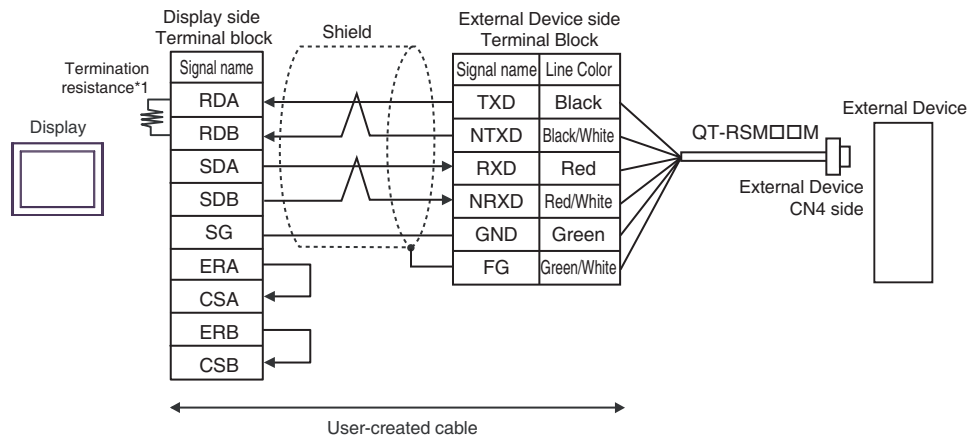 Display side
Terminal block
Shield
External Device side
Terminal Block
Termination
resistance*1
Signal name
Signal name Line Color
RDA
TXD Black
RDB
NTXD Black/White
SDA
RXD Red
SDB
NRXD Red/White
SG
GND Green
ERA
FG Green/White
CSA
ERB
CSB
Display
QT-RSM□□M
External Device
External Device
CN4 side
User-created cable